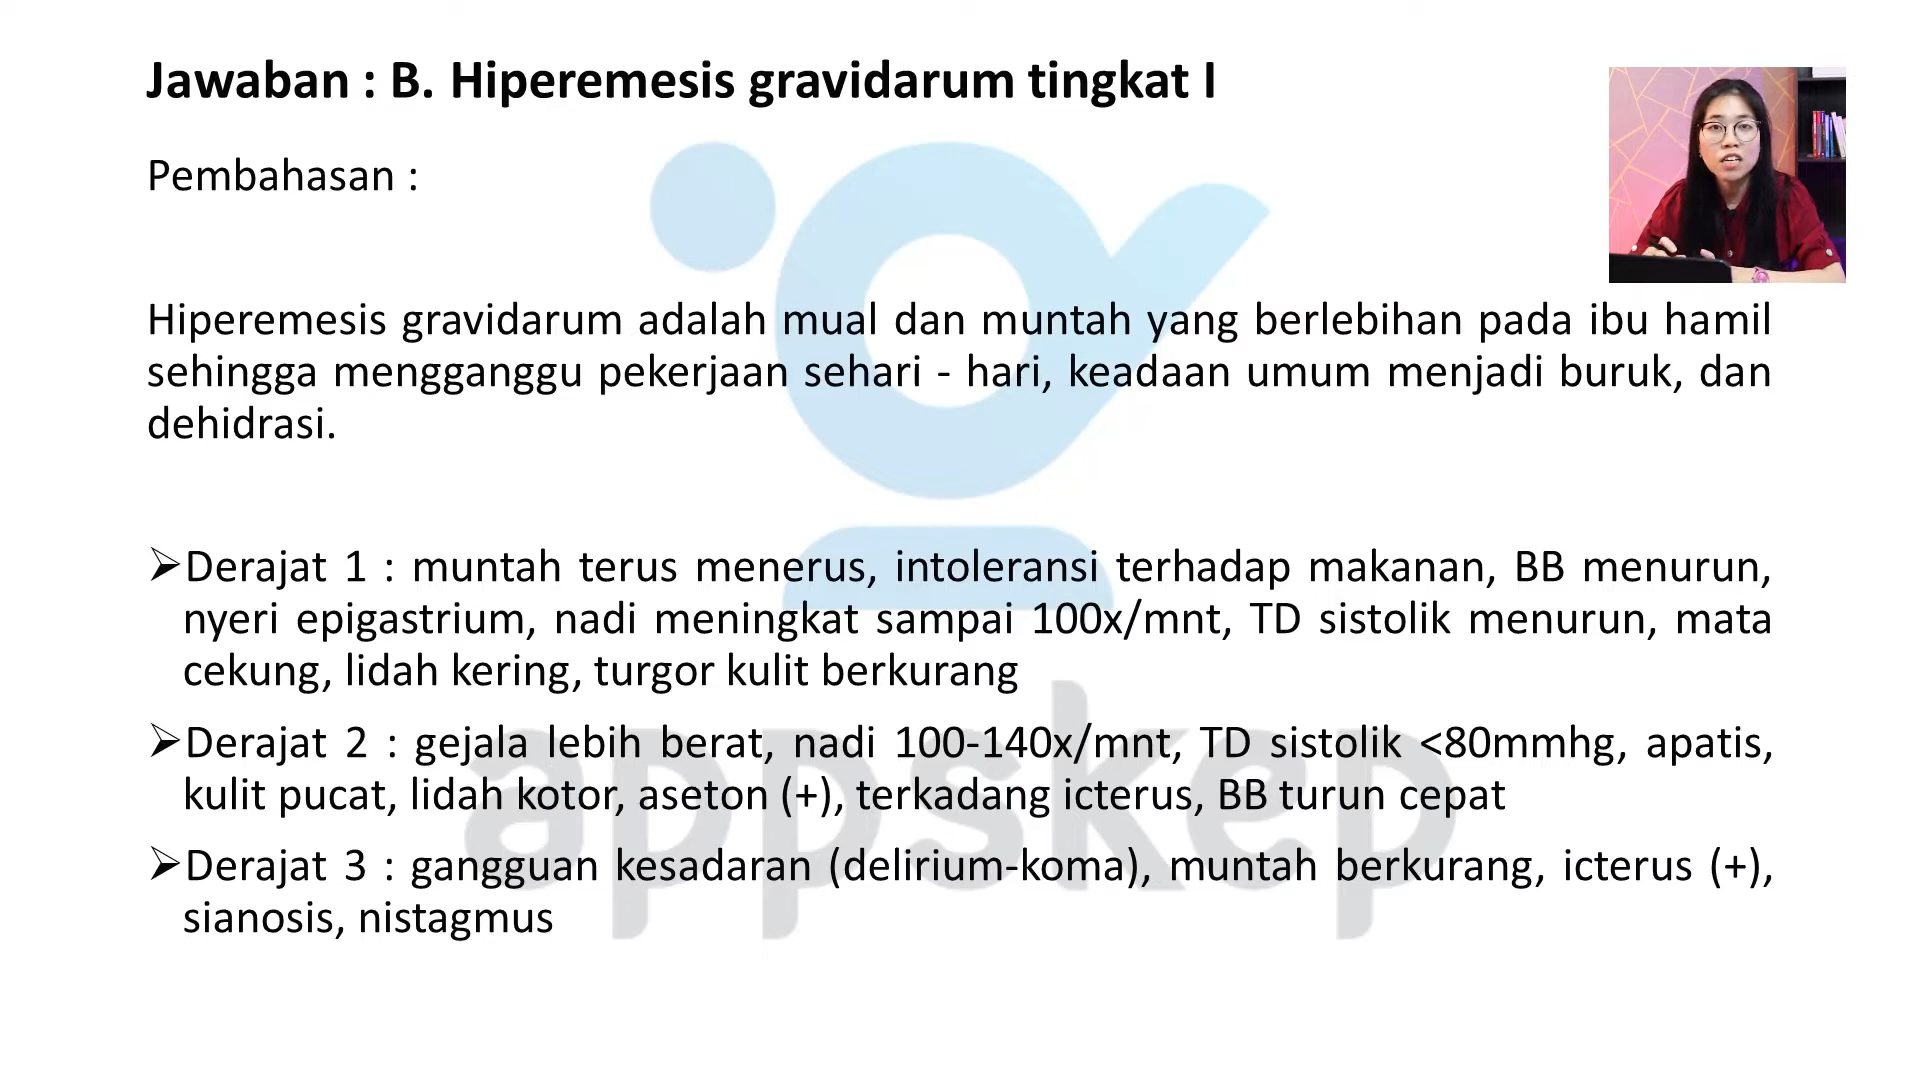 Jawaban : B. Hiperemesis gravidarum tingkat I
Pembahasan :
Hiperemesis gravidarum adalah mual dan muntah yang berlebihan pada ibu hamil
sehingga mengganggu pekerjaan sehari - hari, keadaan umum menjadi buruk, dan
dehidrasi.
➢Derajat 1 : muntah terus menerus, intoleransi terhadap makanan, BB menurun,
nyeri epigastrium, nadi meningkat sampai 100x/mnt, TD sistolik menurun, mata
cekung, lidah kering, turgor kulit berkurang
➢Derajat 2 : gejala lebih berat, nadi 100-140x/mnt, TD sistolik <80mmhg, apatis,
kulit pucat, lidah kotor, aseton (+), terkadang icterus, BB turun cepat
➢Derajat 3 : gangguan kesadaran (delirium-koma), muntah berkurang, icterus (+),
sianosis, nistagmus
appskep